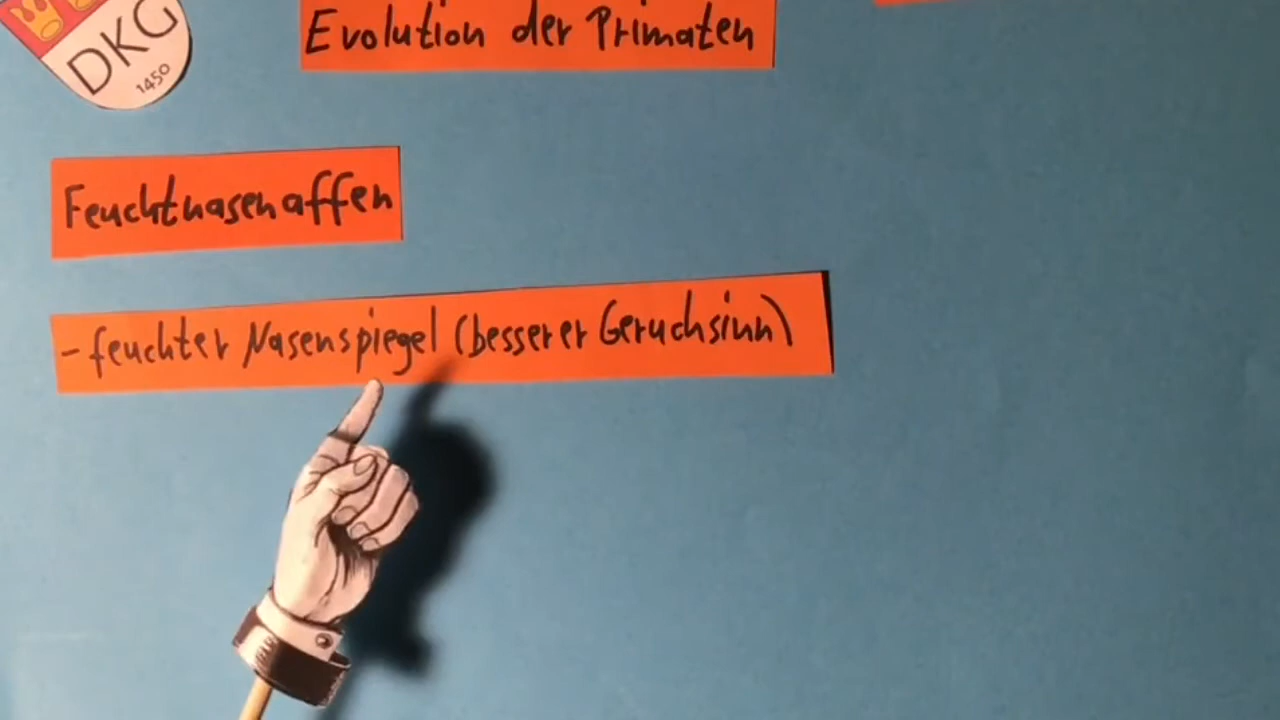 DKG
1450
Evolution der Primaten
Feuchtnasenaffen
- feuchter Nasenspiegel (besserer Geruchsinn)